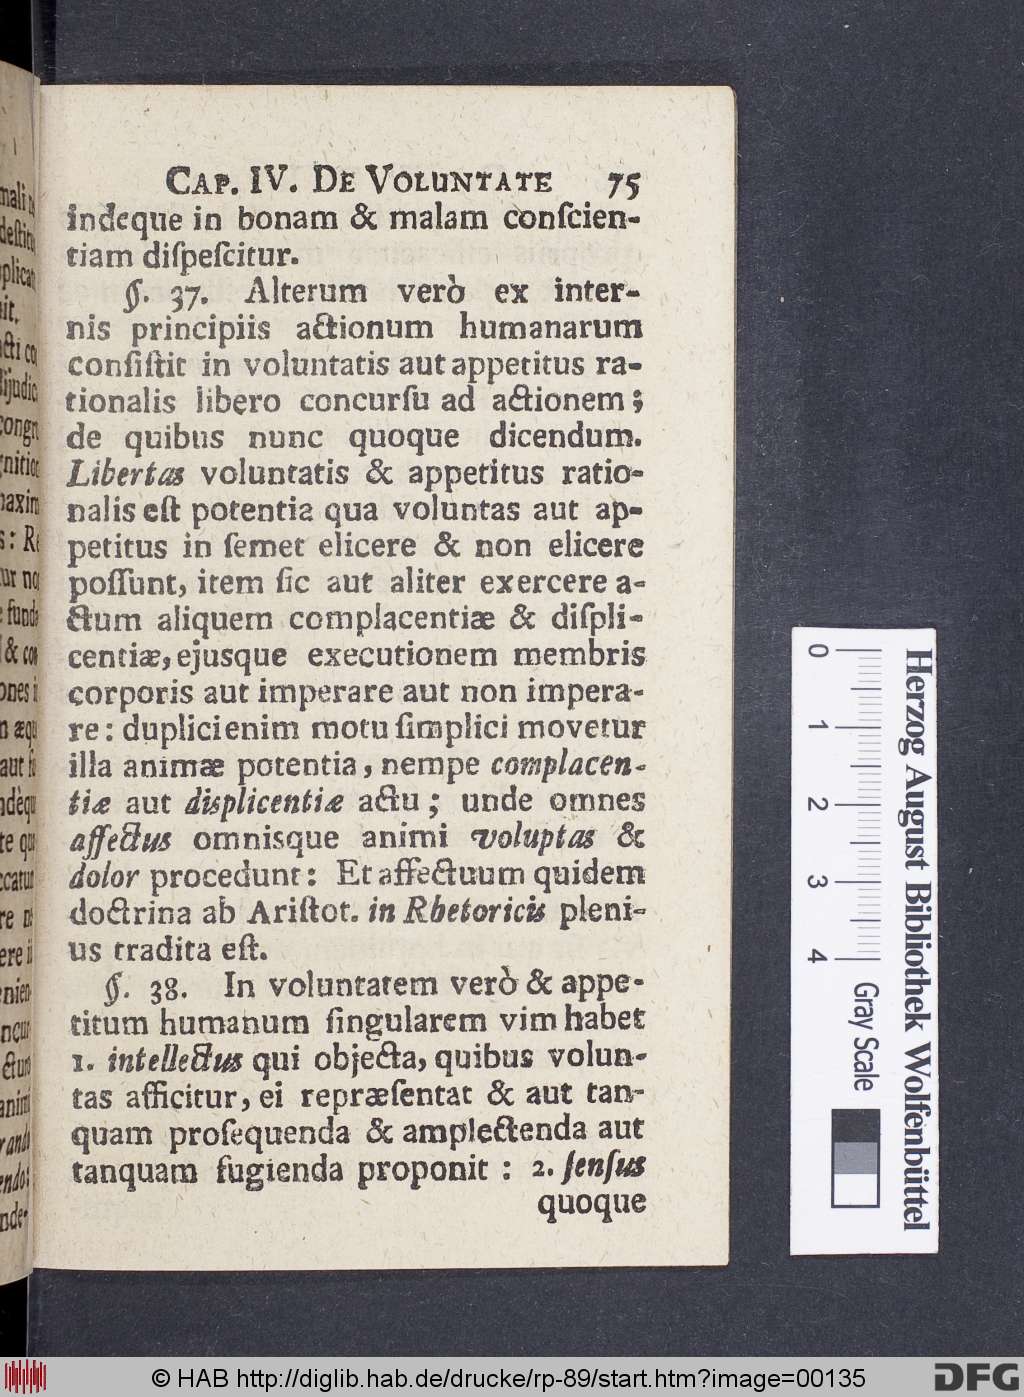 CAP. IV. DE VOLUNTATE 75
indeque in bonam & malam conſcien-
tiam diſpeſcitur.
§. 37. Alterum verò ex inter-
nis principiis actionum humanarum
conſiſtit in voluntatis aut appetitus ra-
tionalis libero concurſu ad actionem;
de quibus nunc quoque dicendum.
Libertas voluntatis & appetitus ratio-
nalis eſt potentia qua voluntas aut ap-
petitus in ſemet elicere & non elicere
poſſunt, item ſic aut aliter exercere a-
ctum aliquem complacentiæ & diſpli-
centiæ, ejusque executionem membris
corporis aut imperare aut non impera-
re: duplici enim motu ſimplici movetur
illa animæ potentia, nempe complacen-
tiæ aut displicentiæ actu; unde omnes
affectus omnisque animi voluptas &
dolor procedunt: Et affectuum quidem
doctrina ab Ariſtot. in Rhetoricis pleni-
us tradita eſt.
§. 38. In voluntatem verò & appe-
titum humanum ſingularem vim habet
1. intellectus qui objecta, quibus volun-
tas afficitur, ei repræſentat & aut tan-
quam proſequenda & amplectenda aut
tanquam fugienda proponit: 2. ſenſus
quoque
0 1 2 3 4
Gray Scale
Herzog August Bibliothek Wolfenbüttel
© HAB http://diglib.hab.de/drucke/rp-89/start.htm?image=00135
DFG